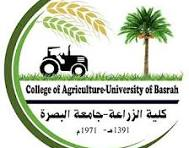 College of Agriculture-University of Basrah
كلية الزراعة-جامعة البصرة
1391هـ - 1971م